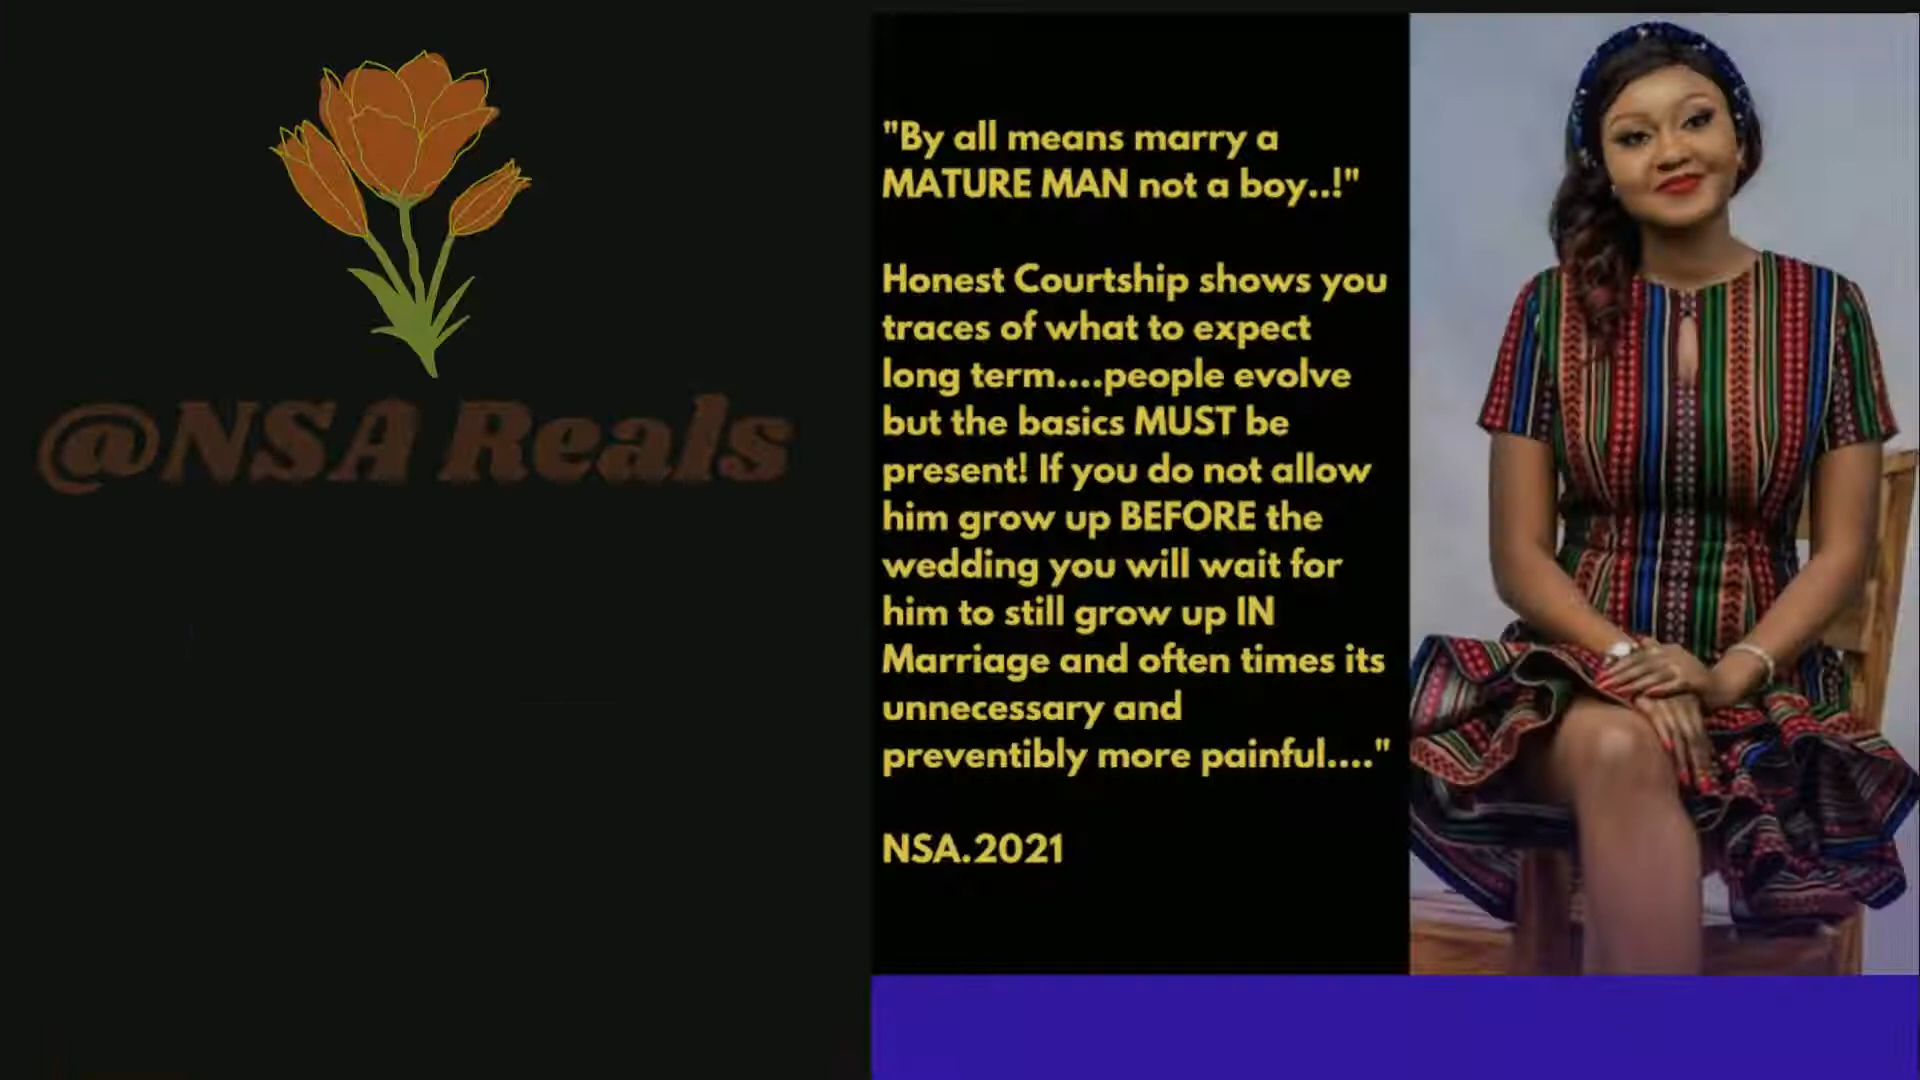 @NSA Reals
"By all means marry a
MATURE MAN not a boy..!"
Honest Courtship shows you
traces of what to expect
long term....people evolve
but the basics MUST be
present! If you do not allow
him grow up BEFORE the
wedding you will wait for
him to still grow up IN
Marriage and often times its
unnecessary and
preventibly more painful...."
NSA.2021